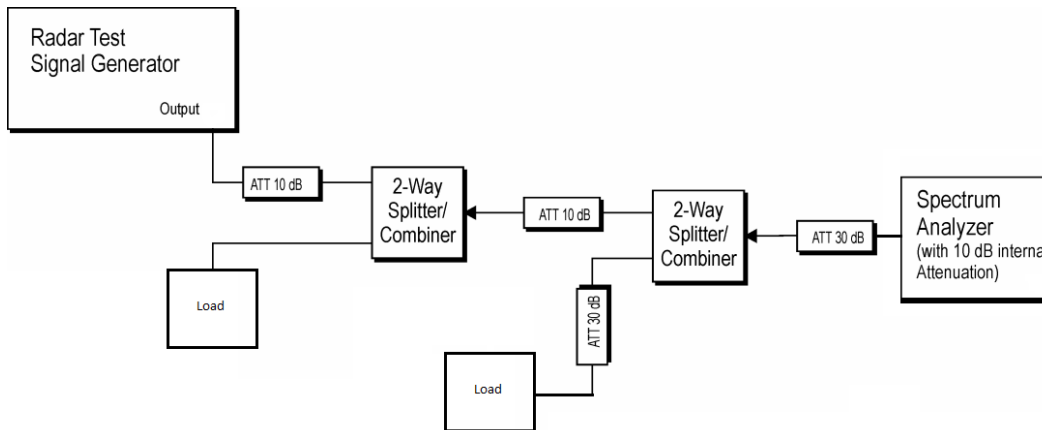 Radar Test
Signal Generator
Output
ATT 10 dB
2-Way
Splitter/
Combiner
ATT 10 dB
2-Way
Splitter/
Combiner
ATT 30 dB
Spectrum
Analyzer
(with 10 dB interna
Attenuation)
Load
ATT 30 dB
Load